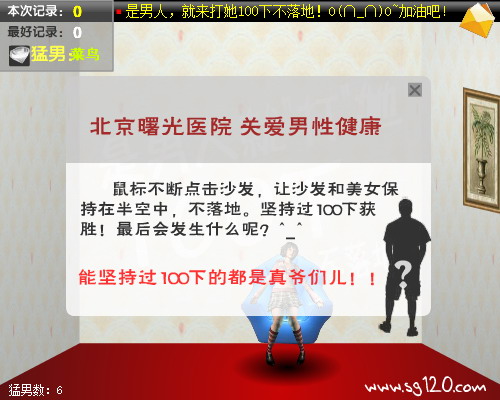 本次记录: 0
是男人，就来打她100下不落地！O(∩_∩)O~加油吧！
最好记录: 0
猛男:菜鸟
北京曙光医院 关爱男性健康
鼠标不断点击沙发，让沙发和美女保
持在半空中，不落地。坚持过100下获
胜！最后会发生什么呢？^_^
能坚持过100下的都是真爷们儿！！
?
猛男数: 6
www.sg120.com